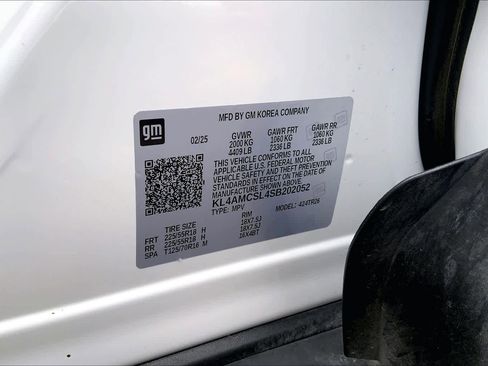 gm
MFD BY GM KOREA COMPANY
02/25 GVWR GAWR FRT GAWR RR
2000 KG 1060 KG 1060 KG
4409 LB 2336 LB 2336 LB
THIS VEHICLE CONFORMS TO ALL
APPLICABLE U.S. FEDERAL MOTOR
VEHICLE SAFETY AND THEFT PREVENTION
STANDARDS IN EFFECT ON THE DATE
OF MANUFACTURE SHOWN ABOVE.
KL4AMCSL4SB202052
TYPE: MPV MODEL: 424TR26
TIRE SIZE RIM
FRT 225/55R18 H 18X7.5J
RR 225/55R18 H 18X7.5J
SPA T125/70R16 M 16X4BT